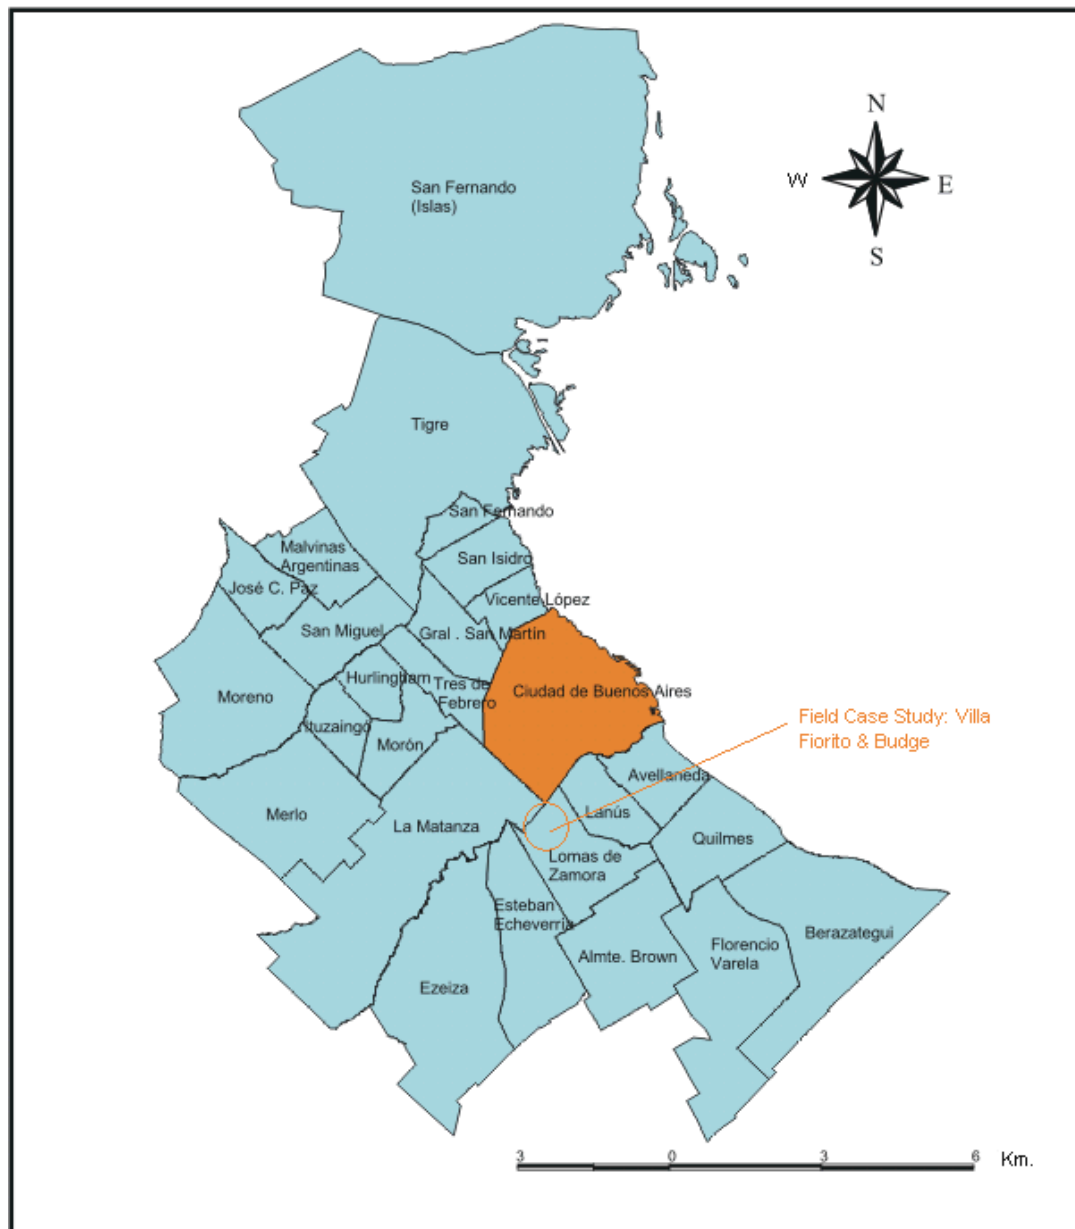 N
W
E
S
San Fernando
(Islas)
Tigre
San Fernando
Malvinas
Argentinas
San Isidro
José C. Paz
Vicente López
San Miguel
Gral . San Martín
Hurlingham
Tres de
Febrero
Moreno
Ciudad de Buenos Aires
Ituzaingó
Morón
Field Case Study: Villa
Fiorito & Budge
Avellaneda
Merlo
La Matanza
Lanús
Quilmes
Lomas de
Zamora
Esteban
Echeverría
Berazategui
Florencio
Varela
Almte. Brown
Ezeiza
3 0 3 6 Km.